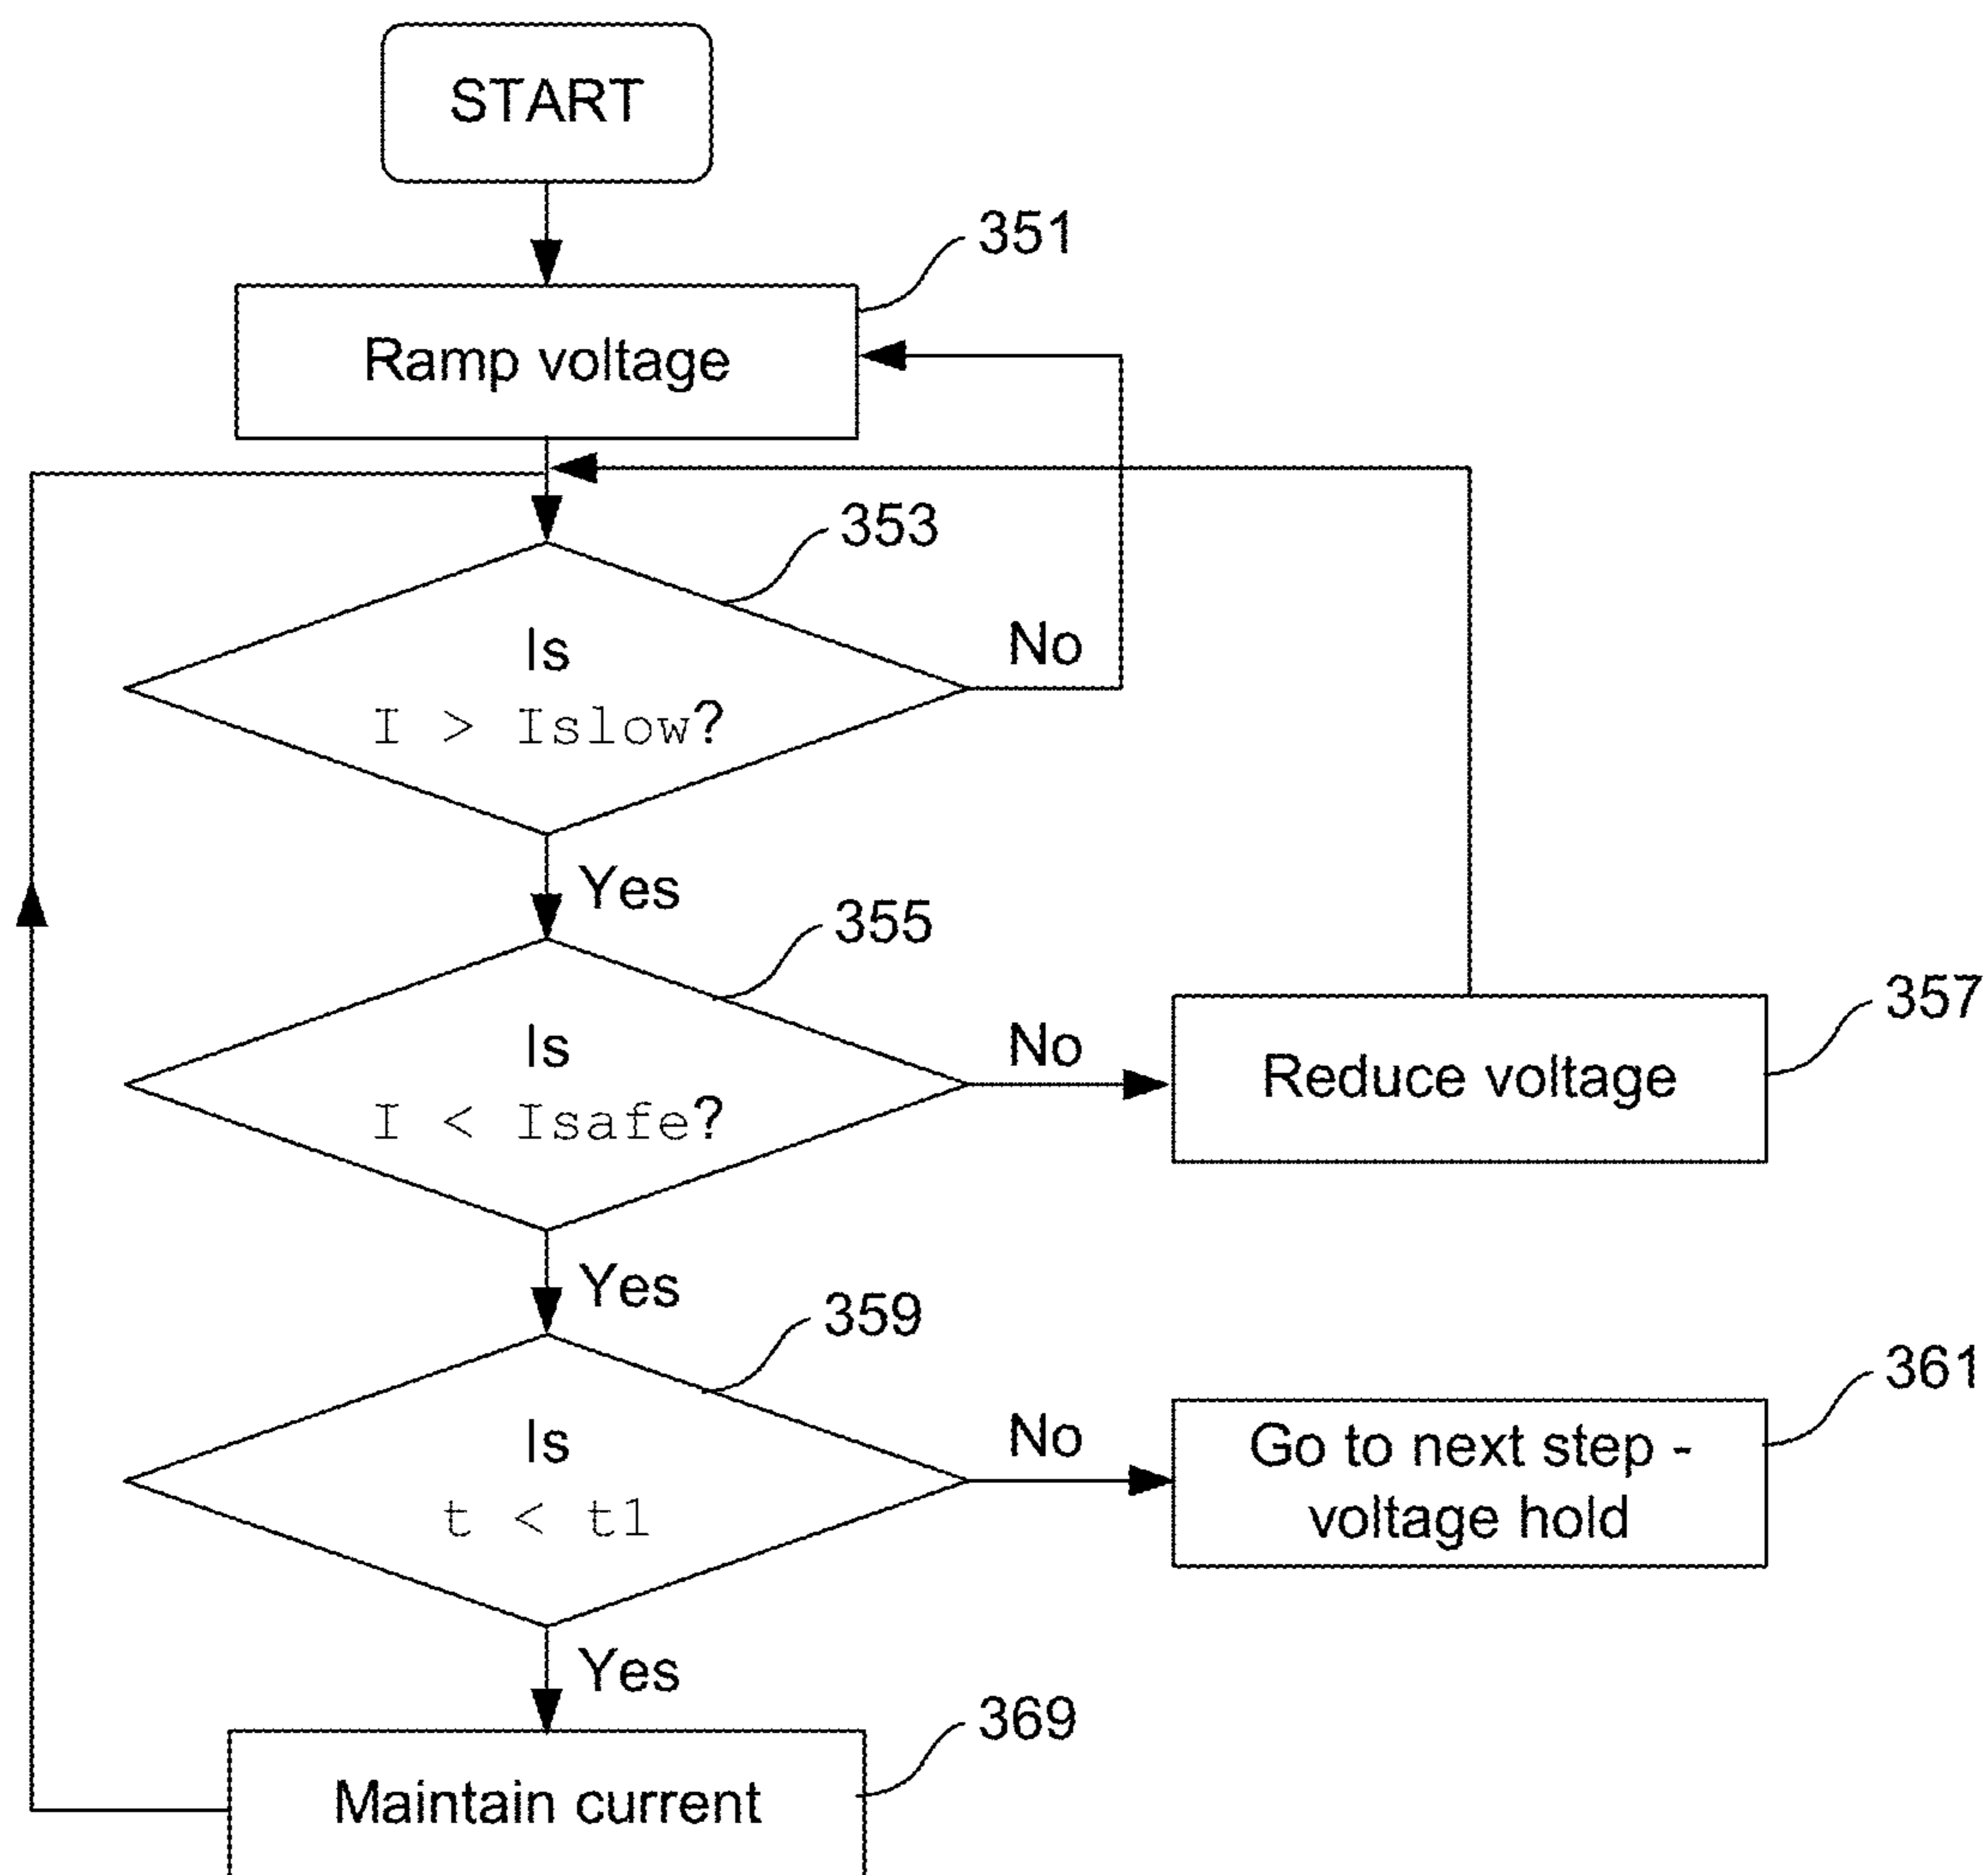 START
351
Ramp voltage
353
Is
No
I > Islow?
Yes
355
357
Is
No
Reduce voltage
I < Isafe?
Yes
359
361
Is
No
Go to next step -
voltage hold
t < t1
Yes
369
Maintain current